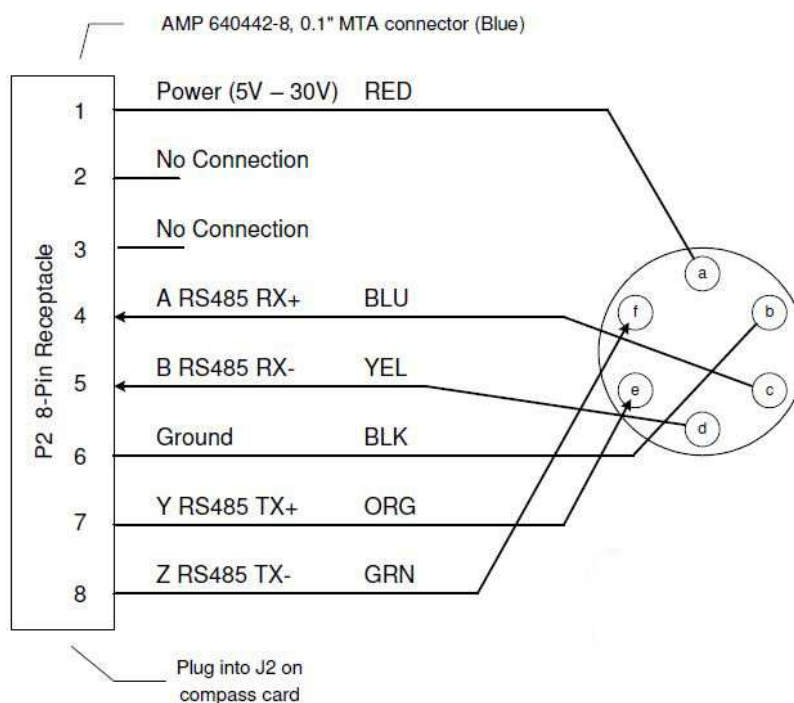 AMP 640442-8, 0.1" MTA connector (Blue)
P2 8-Pin Receptacle
1 Power (5V – 30V) RED
2 No Connection
3 No Connection
4 A RS485 RX+ BLU
5 B RS485 RX- YEL
6 Ground BLK
7 Y RS485 TX+ ORG
8 Z RS485 TX- GRN
a
b
c
d
e
f
Plug into J2 on
compass card